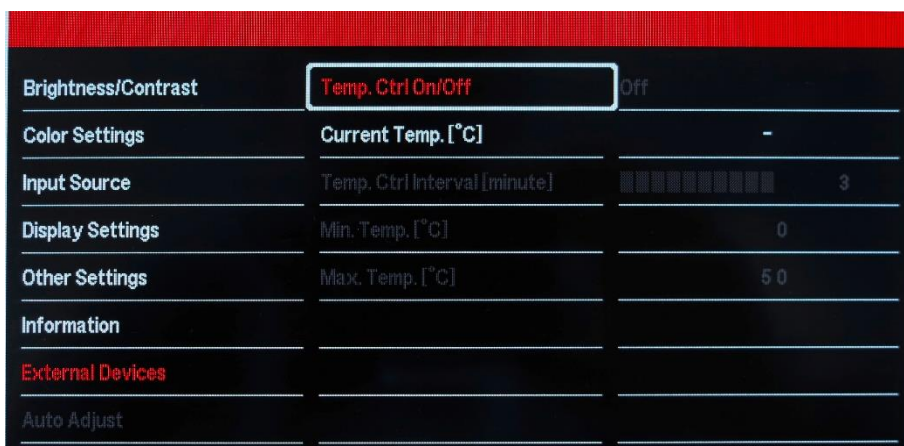 Brightness/Contrast Temp. Ctrl On/Off Off
Color Settings Current Temp. [°C] -
Input Source Temp. Ctrl Interval [minute] 3
Display Settings Min. Temp. [°C] 0
Other Settings Max. Temp. [°C] 50
Information
External Devices
Auto Adjust